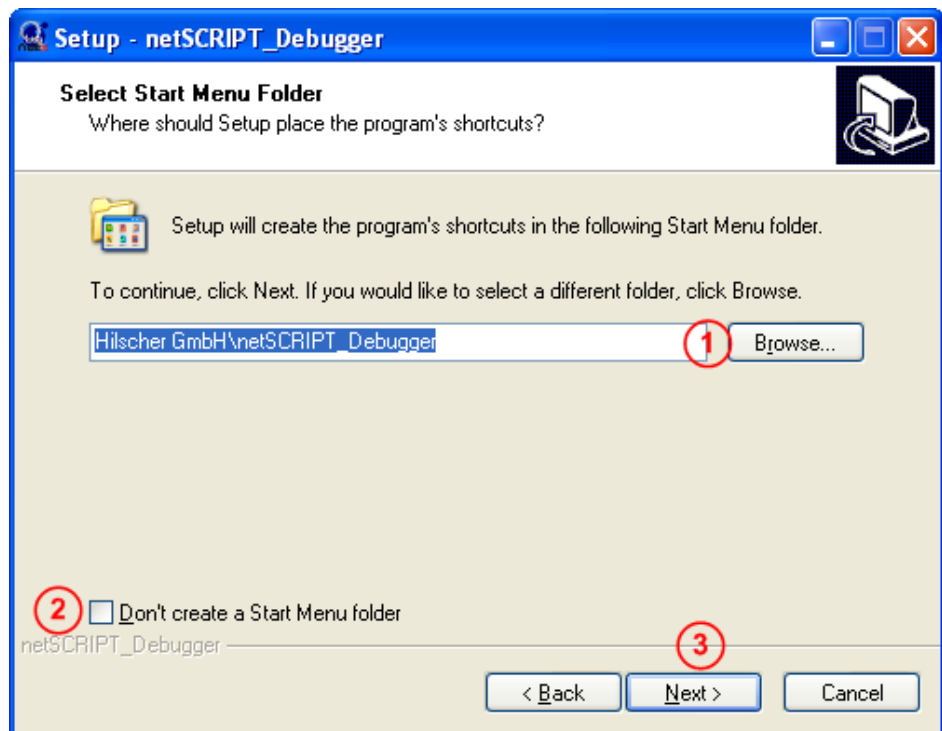 Setup - netSCRIPT_Debugger
Select Start Menu Folder
Where should Setup place the program's shortcuts?
Setup will create the program's shortcuts in the following Start Menu folder.
To continue, click Next. If you would like to select a different folder, click Browse.
Hilscher GmbH\netSCRIPT_Debugger
1 Browse...
2 Don't create a Start Menu folder
netSCRIPT_Debugger
3
< Back Next > Cancel